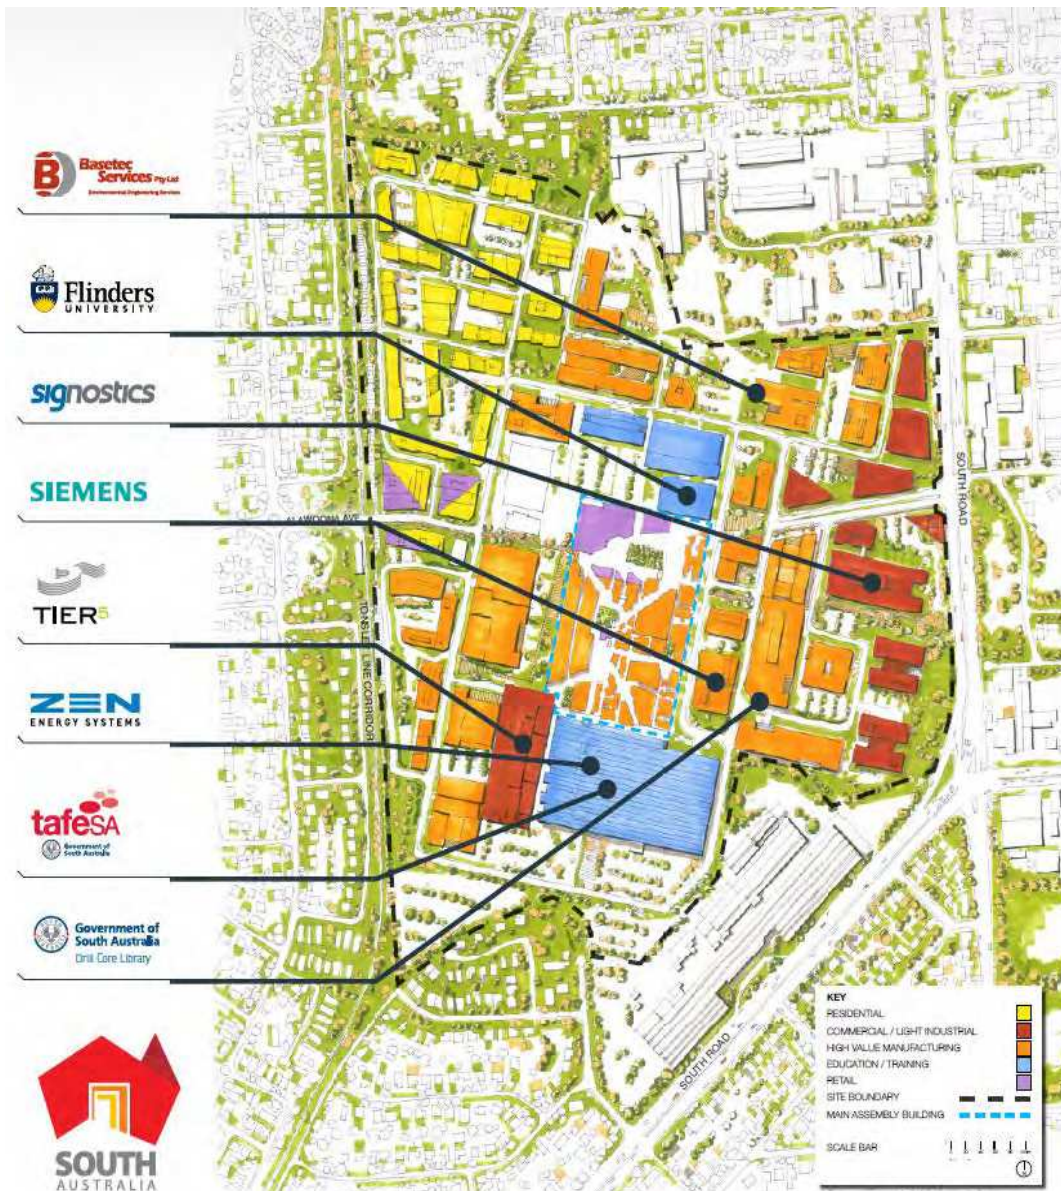 Basetec
Services Pty Ltd
Environmental Engineering Services
Flinders
UNIVERSITY
signostics
SIEMENS
TIER5
ZEN
ENERGY SYSTEMS
tafeSA
Government of
South Australia
Government of
South Australia
Drill Core Library
SOUTH
AUSTRALIA
ALAWOONA AVE
TONSLEY LINE CORRIDOR
SOUTH ROAD
SOUTH ROAD
KEY
RESIDENTIAL
COMMERCIAL / LIGHT INDUSTRIAL
HIGH VALUE MANUFACTURING
EDUCATION / TRAINING
RETAIL
SITE BOUNDARY
MAIN ASSEMBLY BUILDING
SCALE BAR